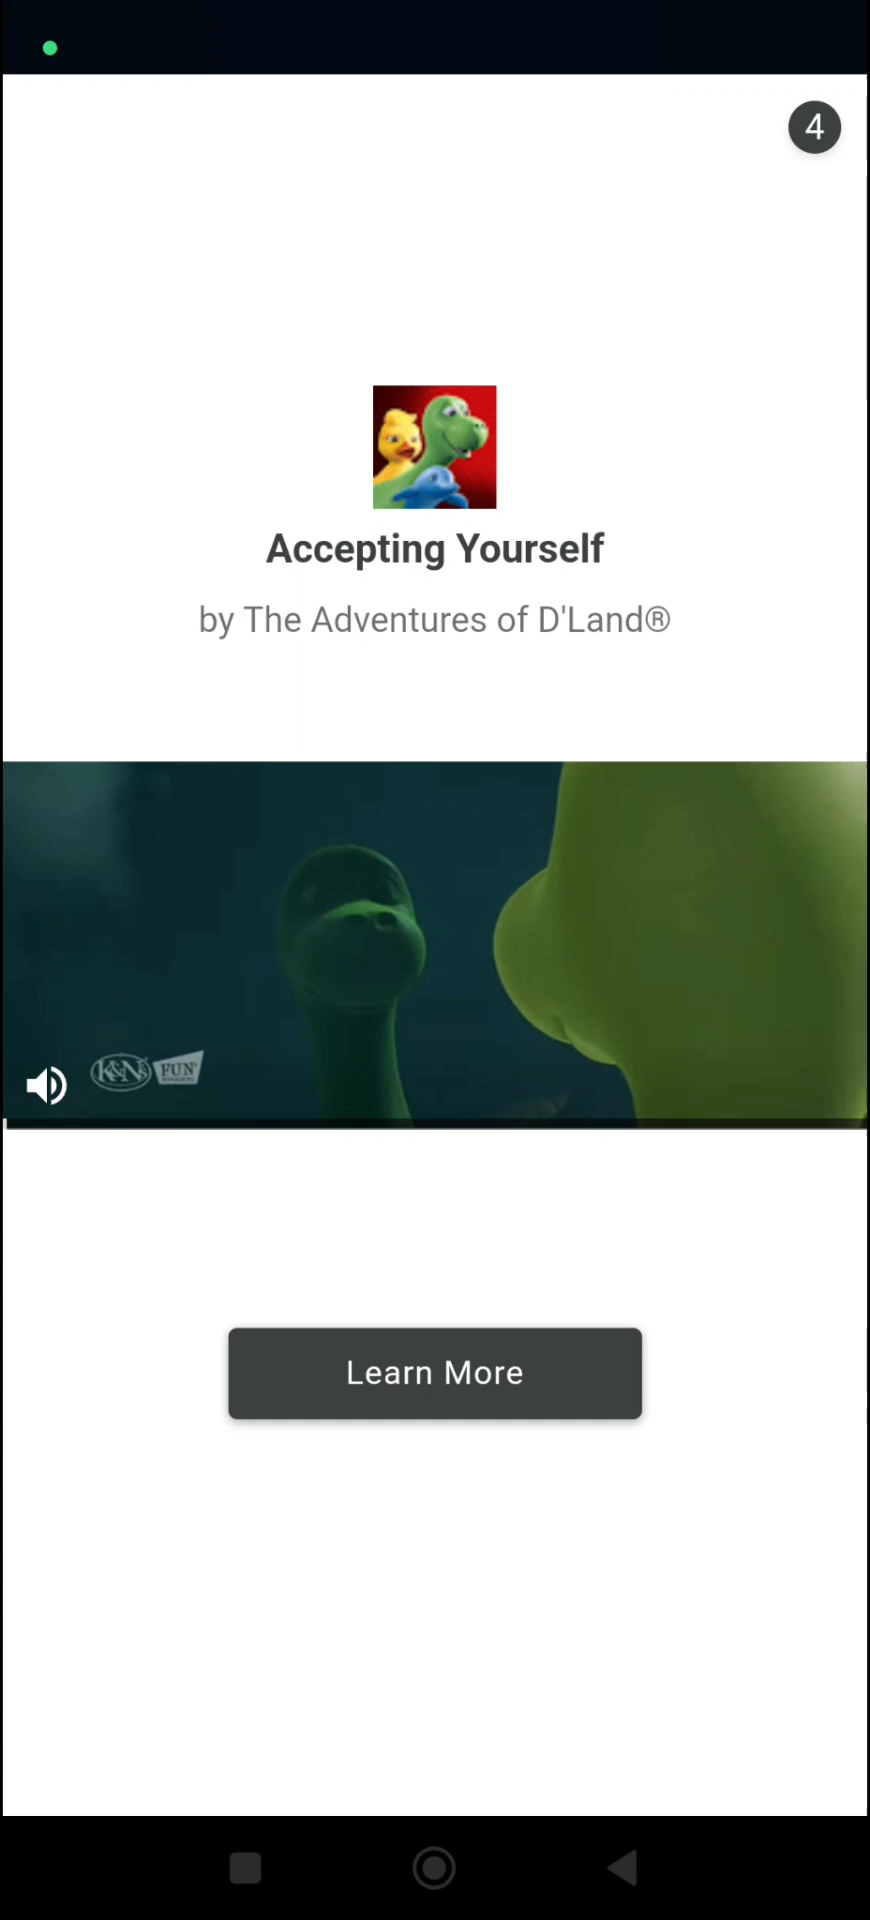 4
Accepting Yourself
by The Adventures of D'Land®
K&N's FUN
Learn More